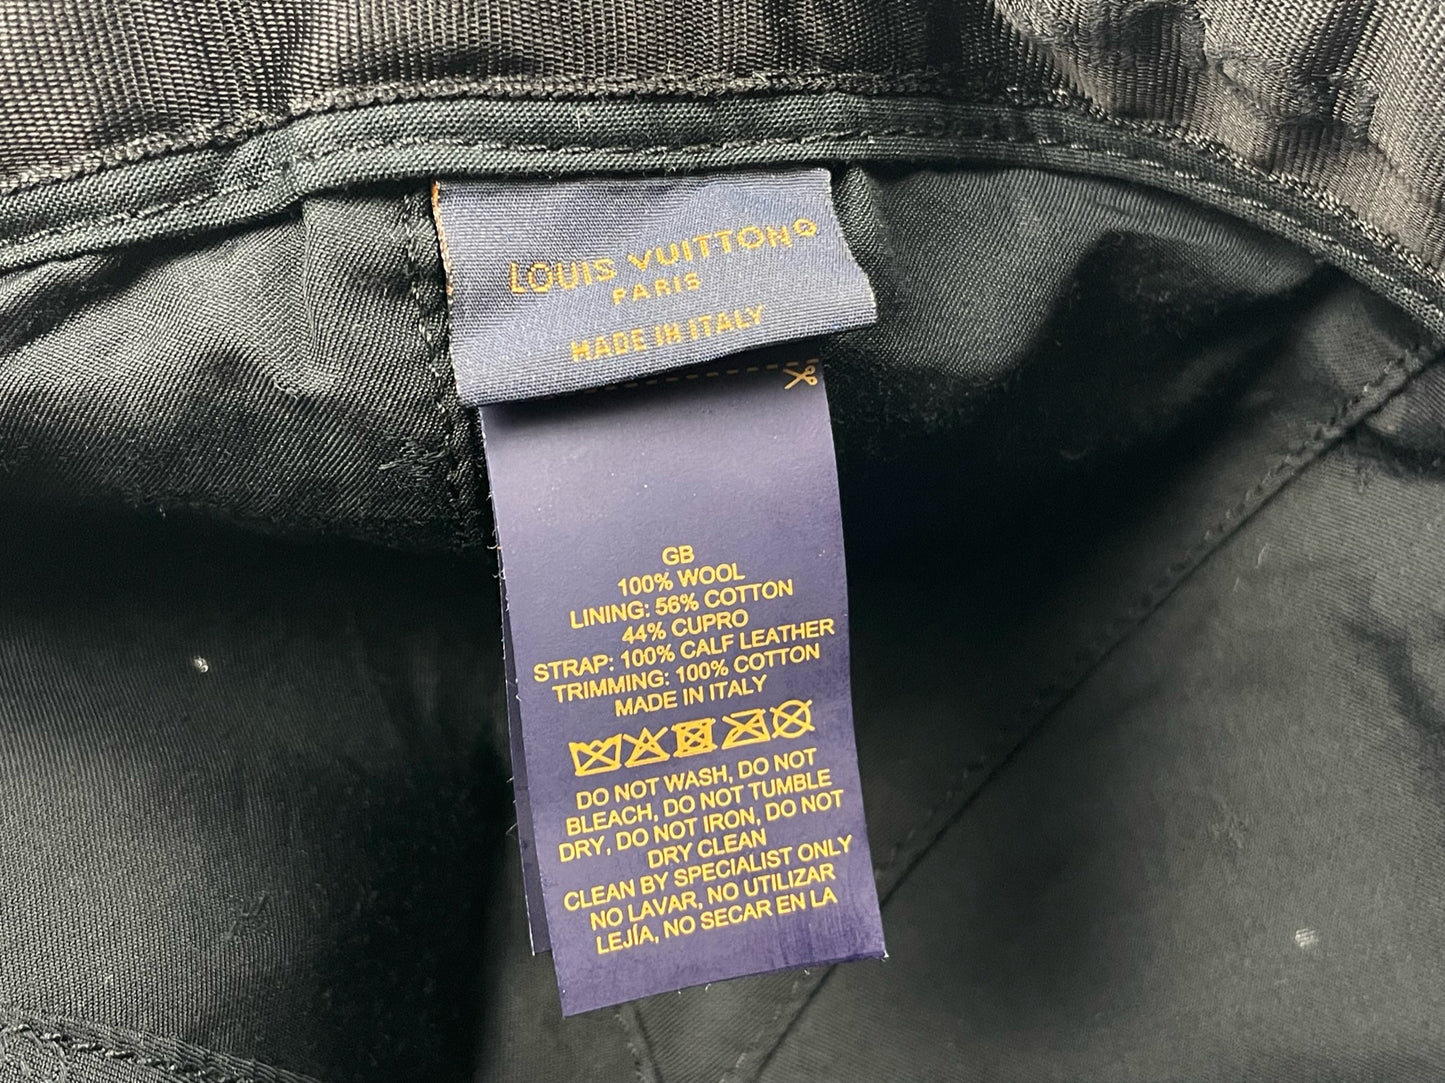 LOUIS VUITTON®
PARIS
MADE IN ITALY
GB
100% WOOL
LINING: 56% COTTON
44% CUPRO
STRAP: 100% CALF LEATHER
TRIMMING: 100% COTTON
MADE IN ITALY
DO NOT WASH, DO NOT
BLEACH, DO NOT TUMBLE
DRY, DO NOT IRON, DO NOT
DRY CLEAN
CLEAN BY SPECIALIST ONLY
NO LAVAR, NO UTILIZAR
LEJÍA, NO SECAR EN LA